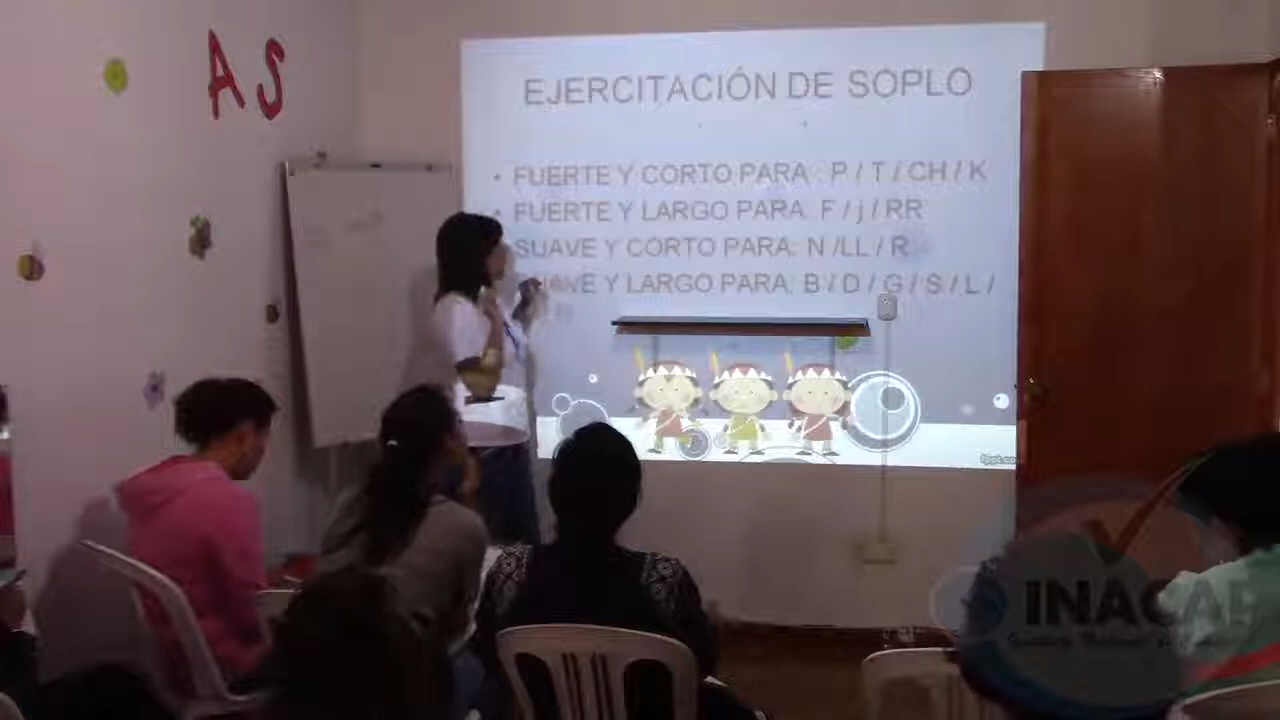 A S
EJERCITACIÓN DE SOPLO
• FUERTE Y CORTO PARA : P / T / CH / K
• FUERTE Y LARGO PARA: F / j / RR
SUAVE Y CORTO PARA: N /LL / R
Y LARGO PARA: B / D / G / S / L /
INACAP